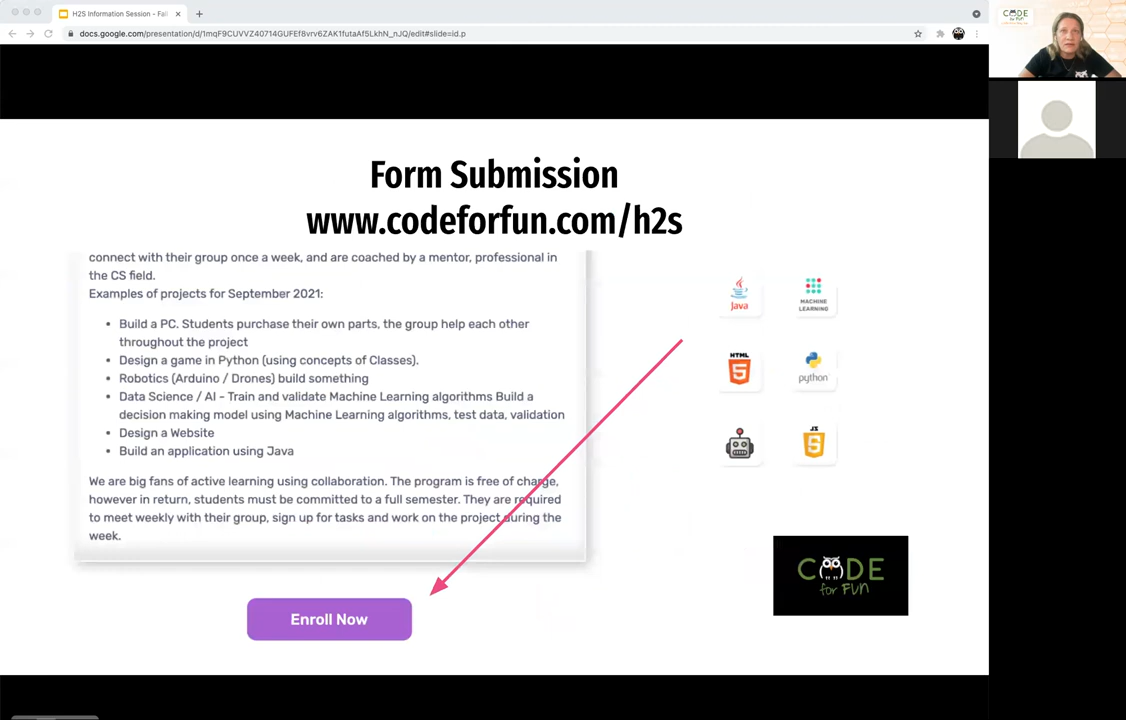 H2S Information Session - Fall
docs.google.com/presentation/d/1mqF9CUVVZ40714GUFEfBvrv6ZAK1futaAf5LkhN_nJQ/edit#slide=id.p
CODE
for Fun
Form Submission
www.codeforfun.com/h2s
connect with their group once a week, and are coached by a mentor, professional in
the CS field.
Examples of projects for September 2021:
• Build a PC. Students purchase their own parts, the group help each other
throughout the project
• Design a game in Python (using concepts of Classes).
• Robotics (Arduino / Drones) build something
• Data Science / AI - Train and validate Machine Learning algorithms Build a
decision making model using Machine Learning algorithms, test data, validation
• Design a Website
• Build an application using Java
We are big fans of active learning using collaboration. The program is free of charge,
however in return, students must be committed to a full semester. They are required
to meet weekly with their group, sign up for tasks and work on the project during the
week.
Enroll Now
Java
MACHINE
LEARNING
HTML
5
python
JS
5
CODE
for Fun